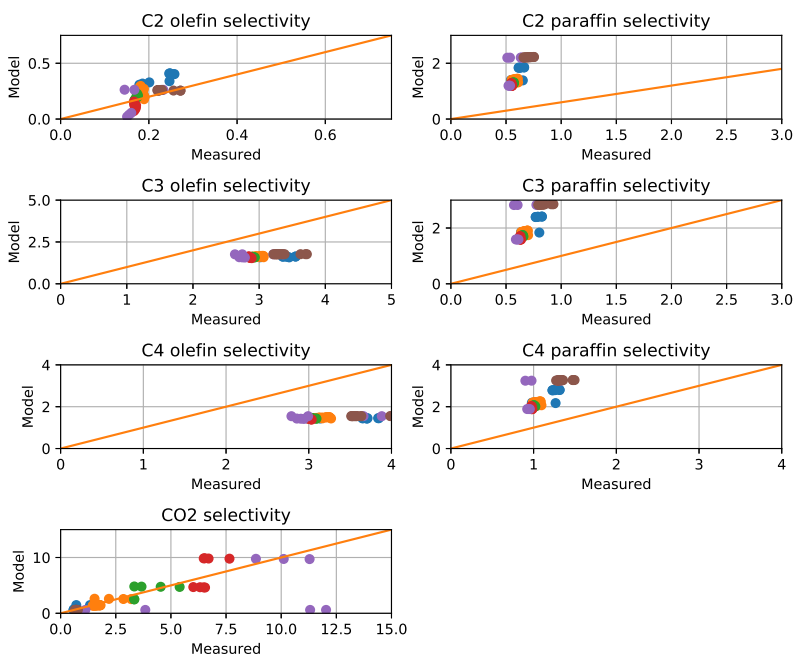 C2 olefin selectivity
0.5
0.0
Model
0.0 0.2 0.4 0.6
Measured
C2 paraffin selectivity
2
0
Model
0.0 0.5 1.0 1.5 2.0 2.5 3.0
Measured
C3 olefin selectivity
5.0
2.5
0.0
Model
0 1 2 3 4 5
Measured
C3 paraffin selectivity
2
0
Model
0.0 0.5 1.0 1.5 2.0 2.5 3.0
Measured
C4 olefin selectivity
4
2
0
Model
0 1 2 3 4
Measured
C4 paraffin selectivity
4
2
0
Model
0 1 2 3 4
Measured
CO2 selectivity
10
0
Model
0.0 2.5 5.0 7.5 10.0 12.5 15.0
Measured